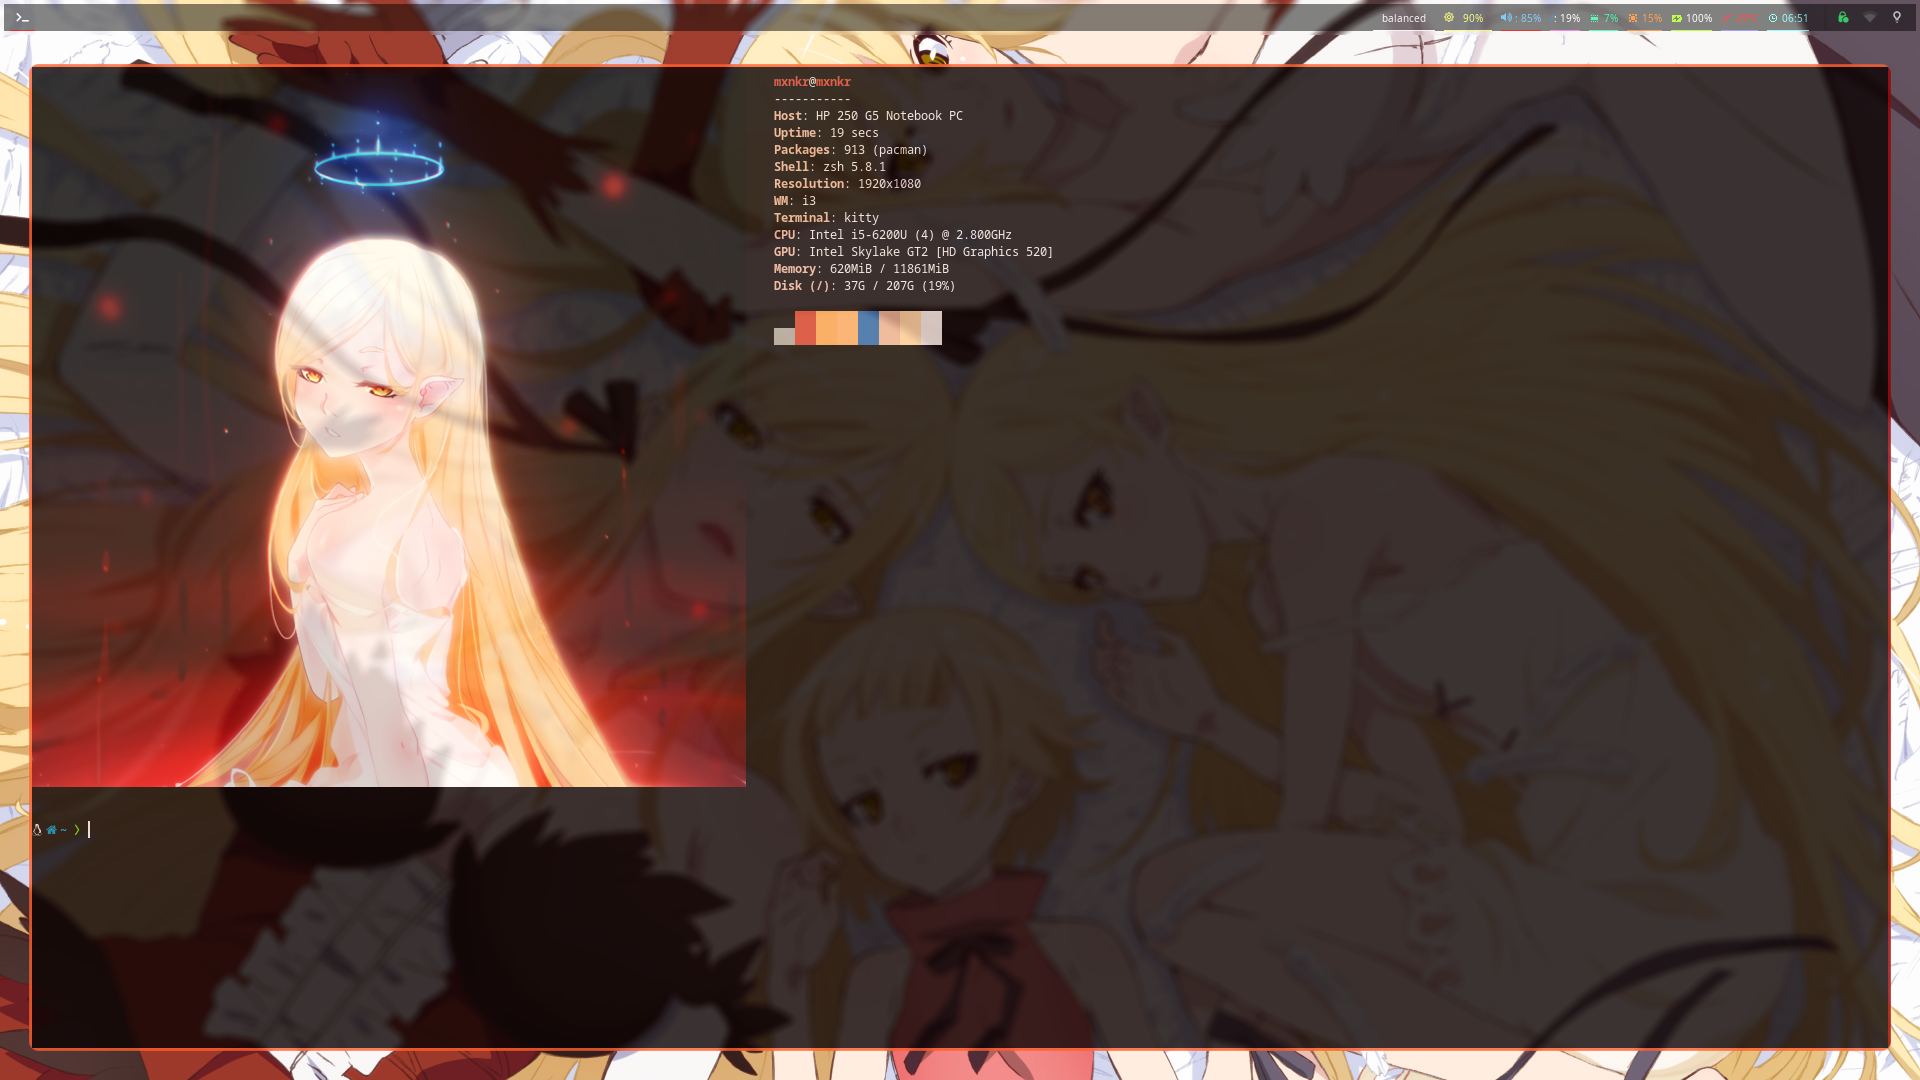 balanced 90% : 85% : 19% 7% 15% 100% 06:51
mxnkr@mxnkr
-----------
Host: HP 250 G5 Notebook PC
Uptime: 19 secs
Packages: 913 (pacman)
Shell: zsh 5.8.1
Resolution: 1920x1080
WM: i3
Terminal: kitty
CPU: Intel i5-6200U (4) @ 2.800GHz
GPU: Intel Skylake GT2 [HD Graphics 520]
Memory: 620MiB / 11861MiB
Disk (/): 37G / 207G (19%)
~ ❯